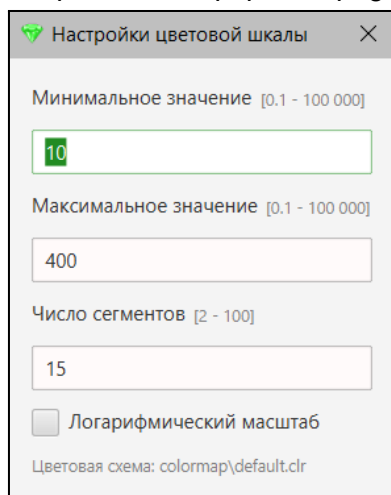 Настройки цветовой шкалы
Минимальное значение [0.1 - 100 000]
10
Максимальное значение [0.1 - 100 000]
400
Число сегментов [2 - 100]
15
Логарифмический масштаб
Цветовая схема: colormap\default.clr